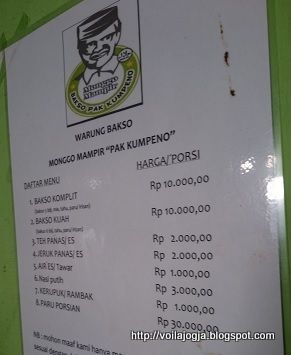 Monggo Mampir
BAKSO PAK KUMPENO
WARUNG BAKSO
MONGGO MAMPIR "PAK KUMPENO"
DAFTAR MENU HARGA/PORSI
1. BAKSO KOMPLIT Rp 10.000,00
2. BAKSO KUAH Rp 10.000,00
3. TEH PANAS/ ES Rp 2.000,00
4. JERUK PANAS/ ES Rp 2.000,00
5. AIR ES/ Tawar Rp 1.000,00
6. Nasi putih Rp 3.000,00
7. KERUPUK/ RAMBAK Rp 1.000,00
8. PARU PORSIAN Rp 30.000,00
NB : mohon maaf kami hanya
sesuai dengan
http://voilajogja.blogspot.com